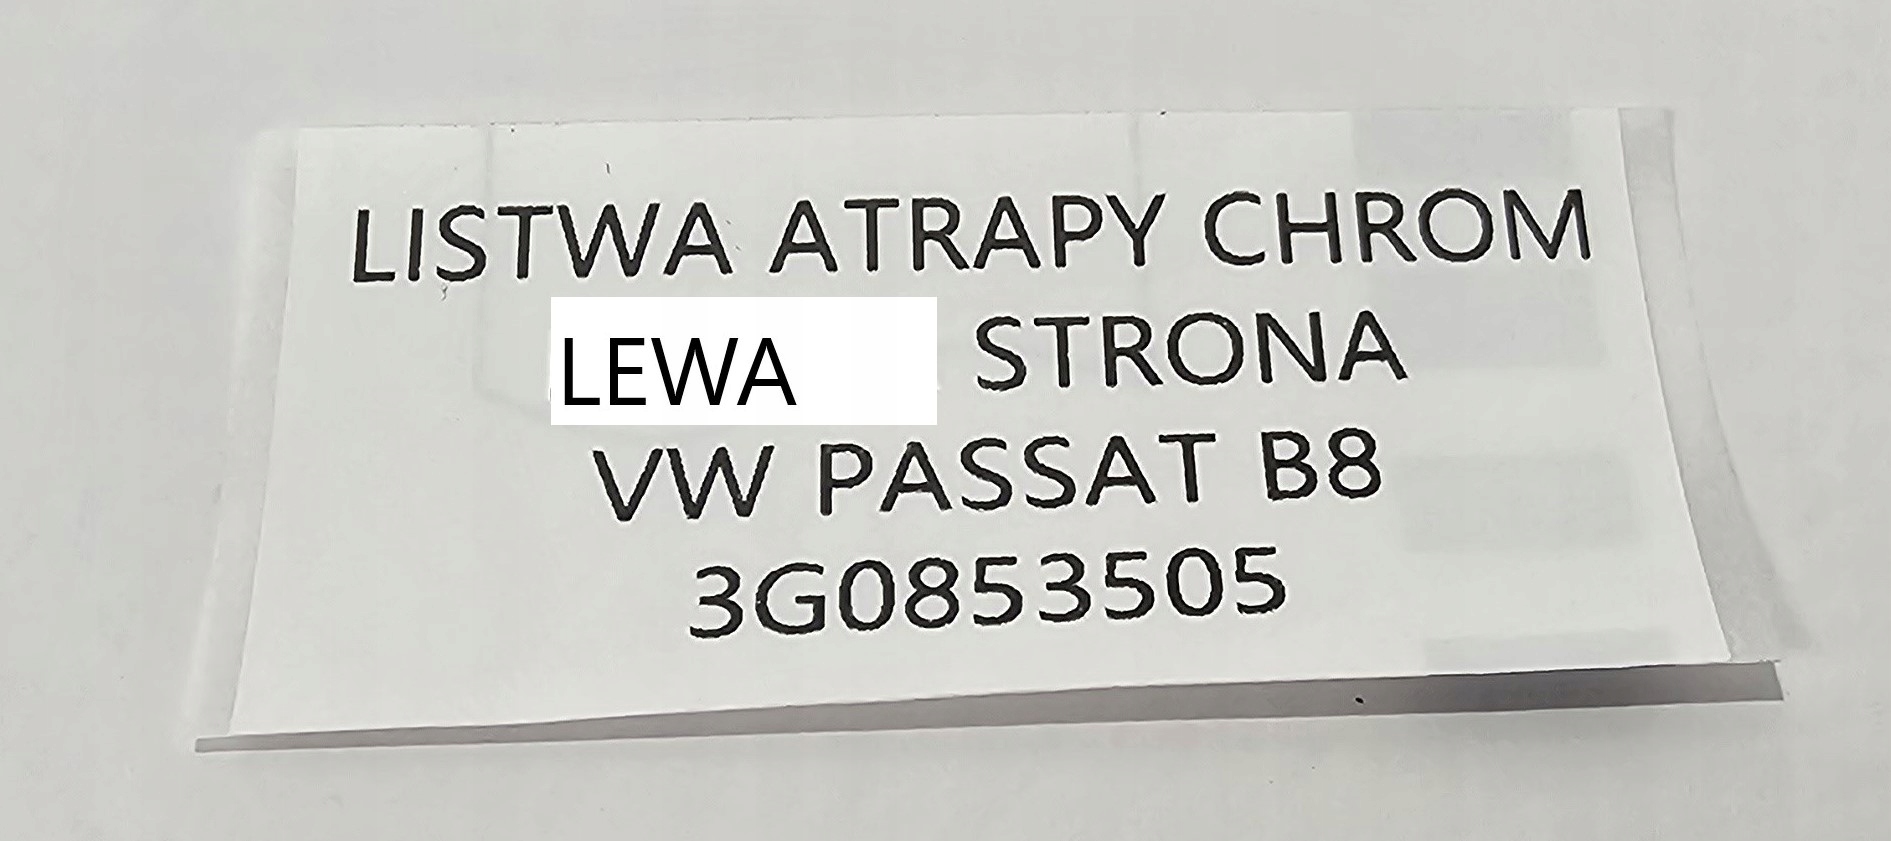 LISTWA ATRAPY CHROM
LEWA STRONA
VW PASSAT B8
3G0853505